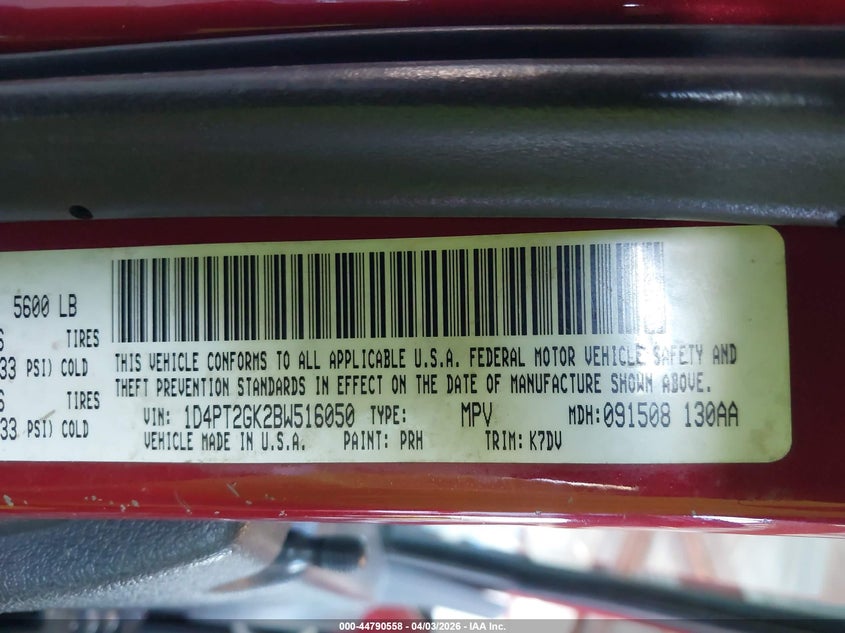 5600 LB
TIRES
33 PSI) COLD
THIS VEHICLE CONFORMS TO ALL APPLICABLE U.S.A. FEDERAL MOTOR VEHICLE SAFETY AND
THEFT PREVENTION STANDARDS IN EFFECT ON THE DATE OF MANUFACTURE SHOWN ABOVE.
TIRES
33 PSI) COLD
VIN: 1D4PT2GK2BW516050 TYPE: MPV MDH: 091508 130AA
VEHICLE MADE IN U.S.A. PAINT: PRH TRIM: K7DV
000-44790558 - 04/03/2026 - IAA Inc.